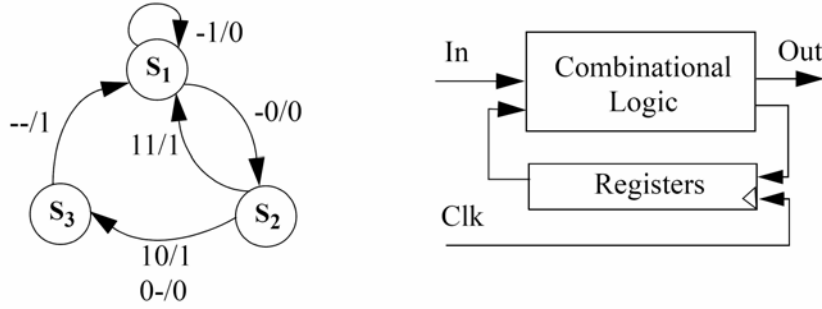 -1/0
S1
-0/0
--/1
11/1
S3
S2
10/1
0-/0
In
Combinational
Logic
Out
Registers
Clk